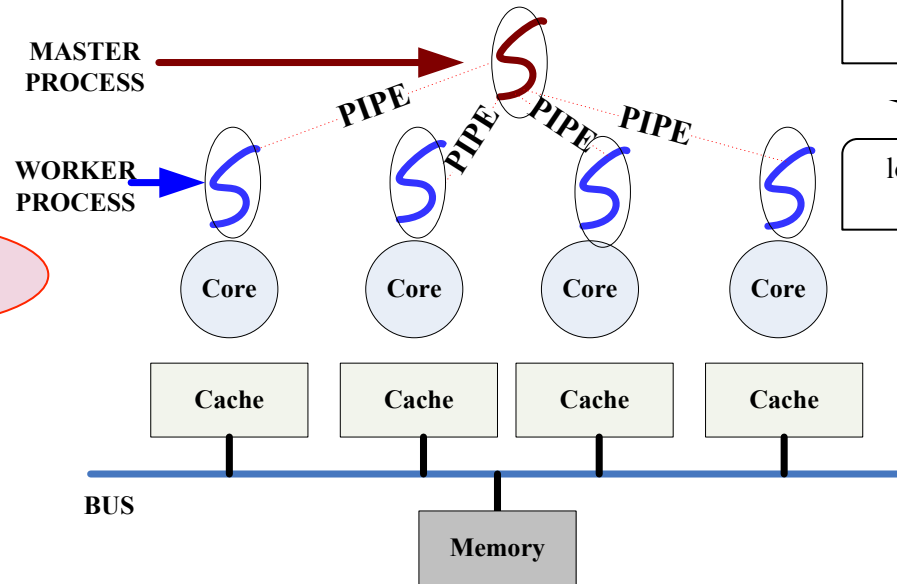 MASTER
PROCESS
PIPE
PIPE
PIPE
PIPE
WORKER
PROCESS
Core
Core
Core
Core
Cache
Cache
Cache
Cache
BUS
Memory